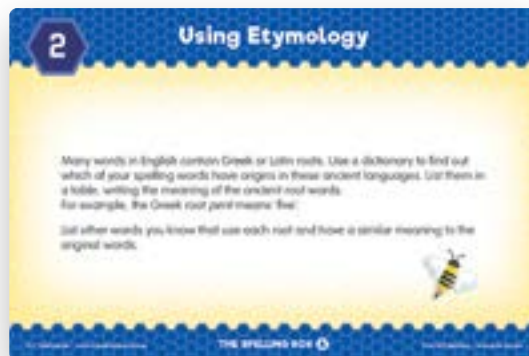 2
Using Etymology
Many words in English contain Greek or Latin roots. Use a dictionary to find out
which of your spelling words have origins in these ancient languages. List them in
a table, writing the meaning of the ancient root words.
For example, the Greek root pent means 'five'.
List other words you know that use each root and have a similar meaning to the
original words.
THE SPELLING BOX